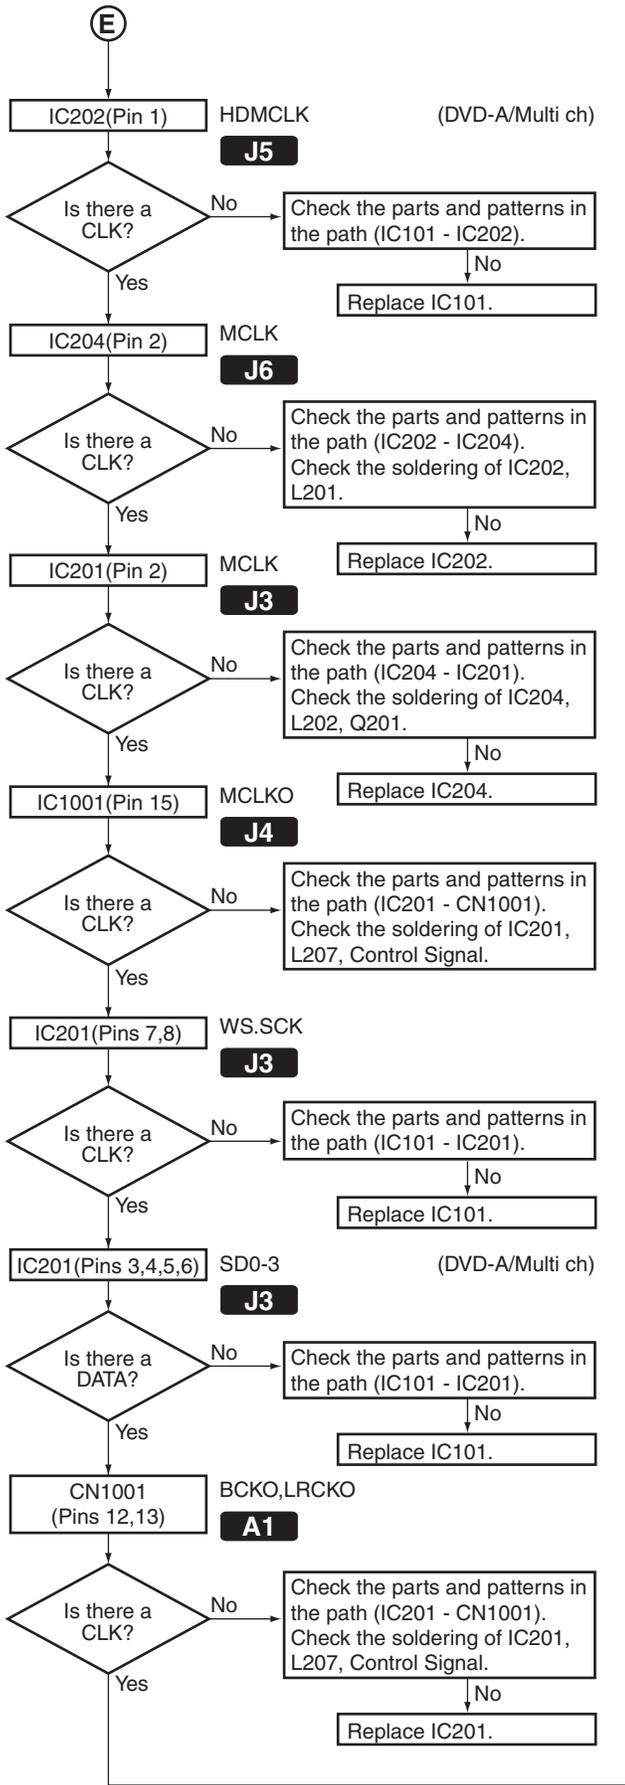 E
IC202(Pin 1)
HDMCLK
(DVD-A/Multi ch)
J5
Is there a
CLK?
No
Check the parts and patterns in
the path (IC101 - IC202).
No
Replace IC101.
Yes
IC204(Pin 2)
MCLK
J6
Is there a
CLK?
No
Check the parts and patterns in
the path (IC202 - IC204).
Check the soldering of IC202,
L201.
No
Replace IC202.
Yes
IC201(Pin 2)
MCLK
J3
Is there a
CLK?
No
Check the parts and patterns in
the path (IC204 - IC201).
Check the soldering of IC204,
L202, Q201.
No
Replace IC204.
Yes
IC1001(Pin 15)
MCLKO
J4
Is there a
CLK?
No
Check the parts and patterns in
the path (IC201 - CN1001).
Check the soldering of IC201,
L207, Control Signal.
Yes
IC201(Pins 7,8)
WS.SCK
J3
Is there a
CLK?
No
Check the parts and patterns in
the path (IC101 - IC201).
No
Replace IC101.
Yes
IC201(Pins 3,4,5,6)
SD0-3
(DVD-A/Multi ch)
J3
Is there a
DATA?
No
Check the parts and patterns in
the path (IC101 - IC201).
No
Replace IC101.
Yes
CN1001
(Pins 12,13)
BCKO,LRCKO
A1
Is there a
CLK?
No
Check the parts and patterns in
the path (IC201 - CN1001).
Check the soldering of IC201,
L207, Control Signal.
No
Replace IC201.
Yes